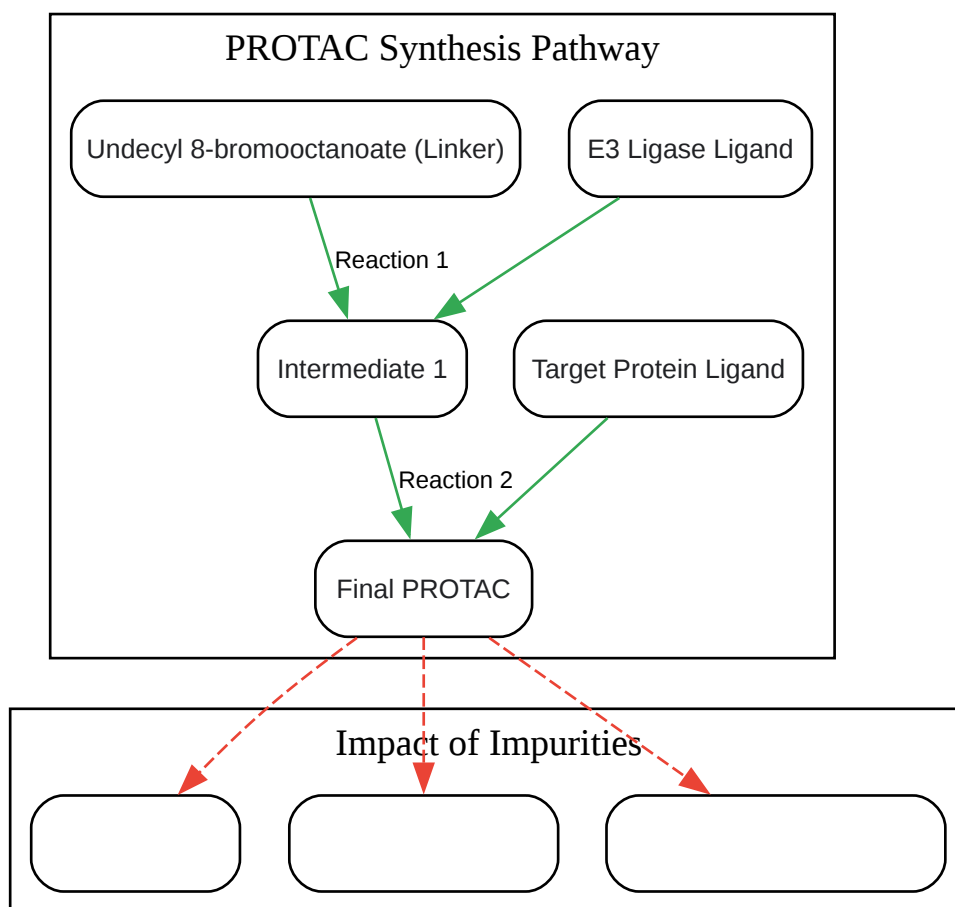 PROTAC Synthesis Pathway
Undecyl 8-bromooctanoate (Linker)
E3 Ligase Ligand
Reaction 1
Intermediate 1
Target Protein Ligand
Reaction 2
Final PROTAC
Impact of Impurities